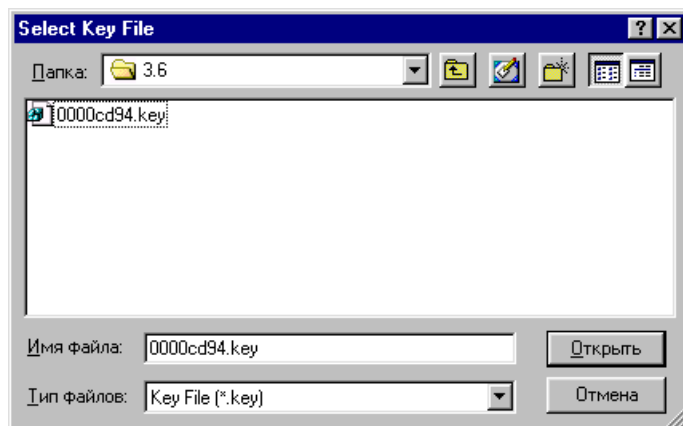 Select Key File
Папка: 3.6
0000cd94.key
Имя файла: 0000cd94.key Открыть
Тип файлов: Key File (*.key) Отмена